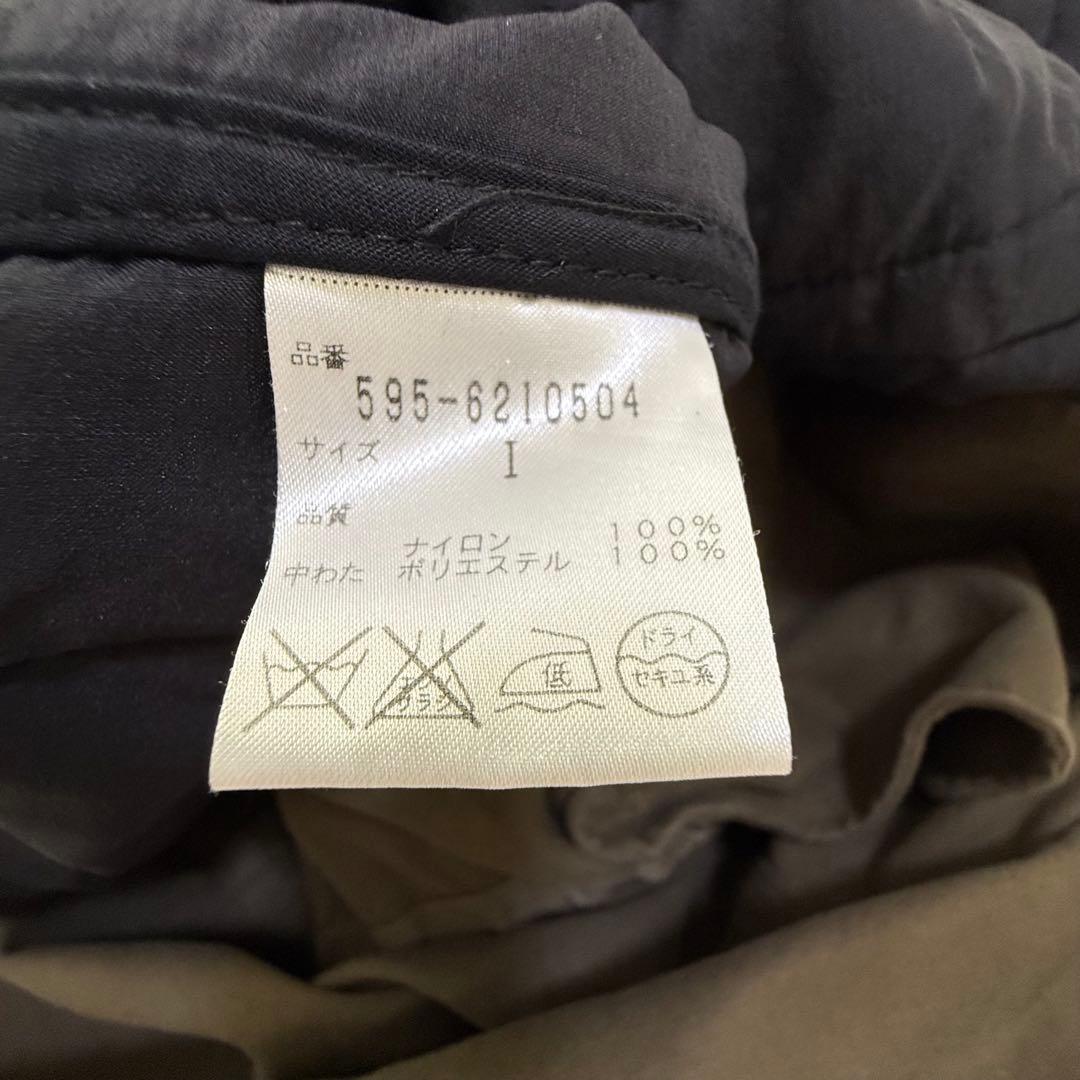 品番
595-6210504
サイズ I
品質
ナイロン 100%
中わた ポリエステル 100%
低
ドライ
セキユ系